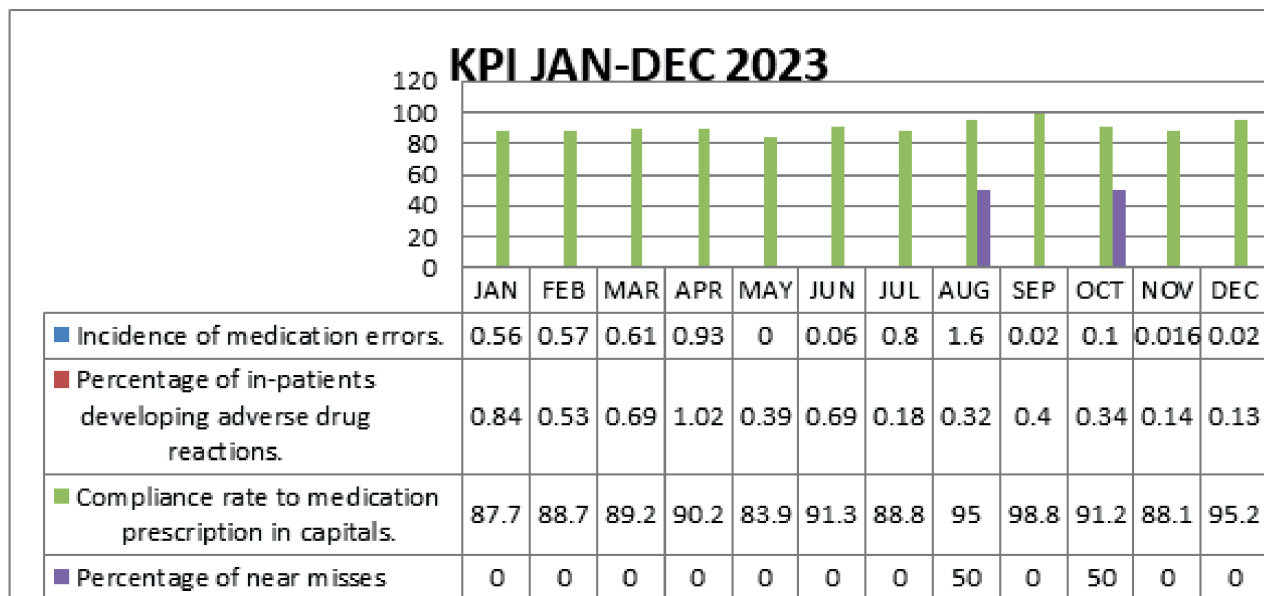 KPI JAN-DEC 2023
120
100
80
60
40
20
0
JAN FEB MAR APR MAY JUN JUL AUG SEP OCT NOV DEC
Incidence of medication errors. 0.56 0.57 0.61 0.93 0 0.06 0.8 1.6 0.02 0.1 0.016 0.02
Percentage of in-patients
developing adverse drug 0.84 0.53 0.69 1.02 0.39 0.69 0.18 0.32 0.4 0.34 0.14 0.13
reactions.
Compliance rate to medication
prescription in capitals. 87.7 88.7 89.2 90.2 83.9 91.3 88.8 95 98.8 91.2 88.1 95.2
Percentage of near misses 0 0 0 0 0 0 0 50 0 50 0 0